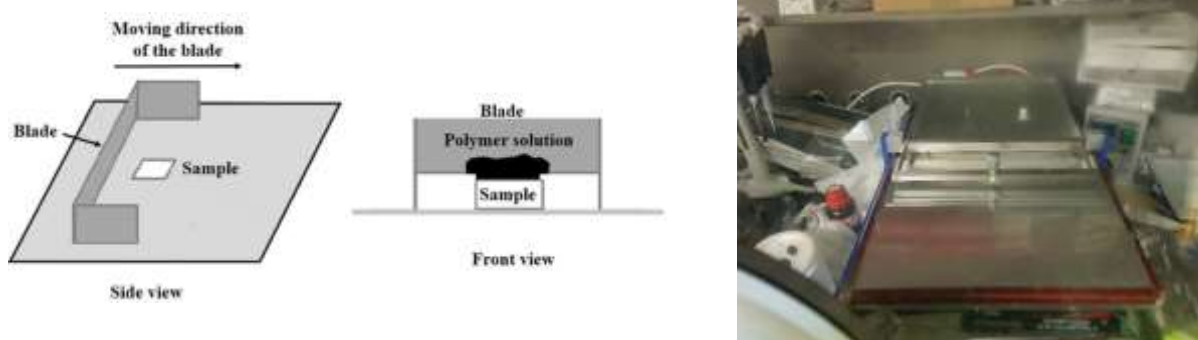 Moving direction
of the blade
Blade
Sample
Side view
Blade
Polymer solution
Sample
Front view